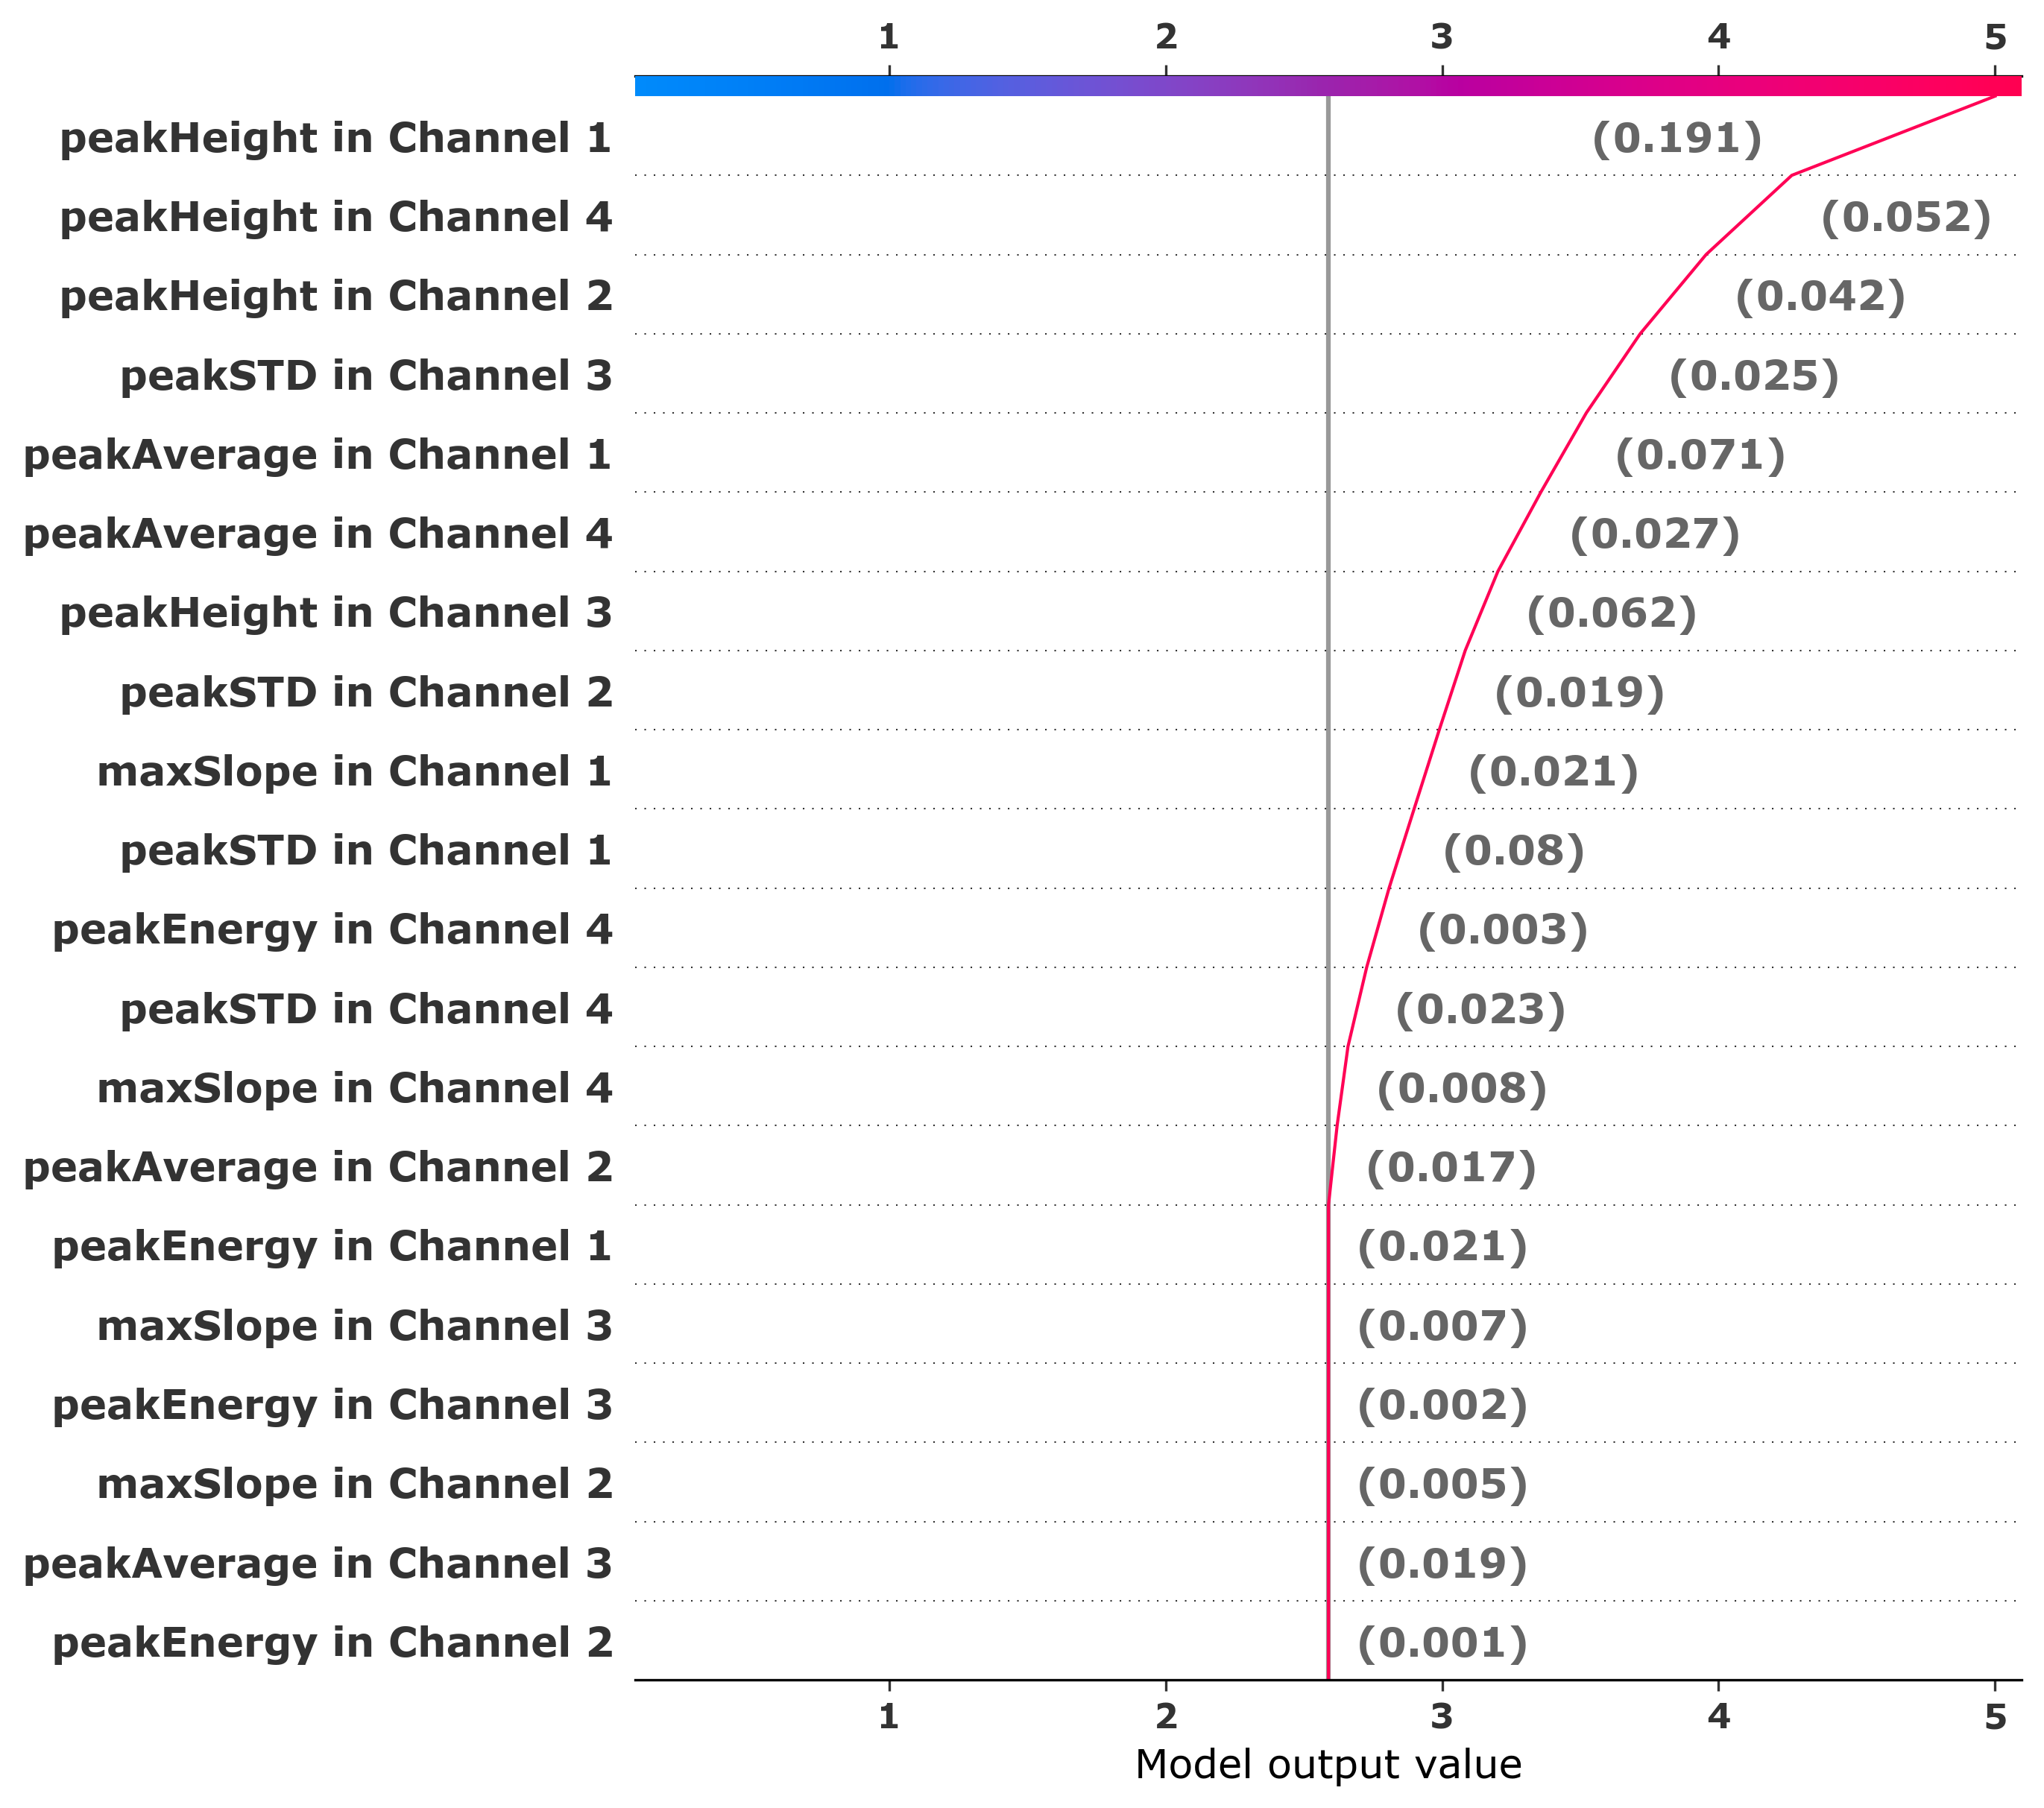 1 2 3 4 5
peakHeight in Channel 1 (0.191)
peakHeight in Channel 4 (0.052)
peakHeight in Channel 2 (0.042)
peakSTD in Channel 3 (0.025)
peakAverage in Channel 1 (0.071)
peakAverage in Channel 4 (0.027)
peakHeight in Channel 3 (0.062)
peakSTD in Channel 2 (0.019)
maxSlope in Channel 1 (0.021)
peakSTD in Channel 1 (0.08)
peakEnergy in Channel 4 (0.003)
peakSTD in Channel 4 (0.023)
maxSlope in Channel 4 (0.008)
peakAverage in Channel 2 (0.017)
peakEnergy in Channel 1 (0.021)
maxSlope in Channel 3 (0.007)
peakEnergy in Channel 3 (0.002)
maxSlope in Channel 2 (0.005)
peakAverage in Channel 3 (0.019)
peakEnergy in Channel 2 (0.001)
1 2 3 4 5
Model output value